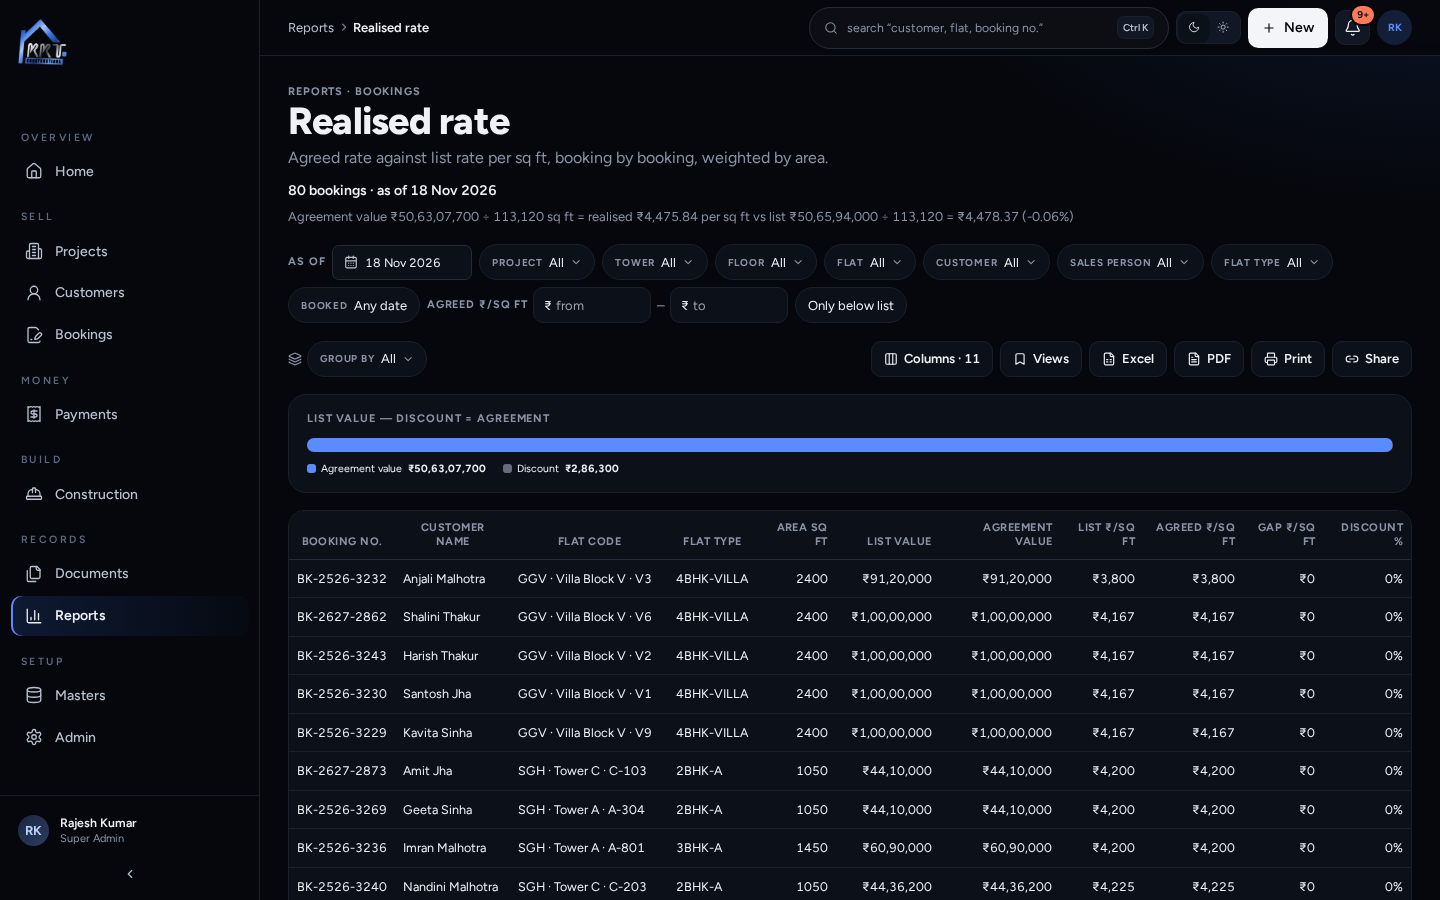 Reports > Realised rate
search “customer, flat, booking no.”
Ctrl K
New
9+
RK
OVERVIEW
Home
SELL
Projects
Customers
Bookings
MONEY
Payments
BUILD
Construction
RECORDS
Documents
Reports
SETUP
Masters
Admin
RK
Rajesh Kumar
Super Admin
REPORTS · BOOKINGS
Realised rate
Agreed rate against list rate per sq ft, booking by booking, weighted by area.
80 bookings · as of 18 Nov 2026
Agreement value ₹50,63,07,700 ÷ 113,120 sq ft = realised ₹4,475.84 per sq ft vs list ₹50,65,94,000 ÷ 113,120 = ₹4,478.37 (-0.06%)
AS OF 18 Nov 2026 PROJECT All TOWER All FLOOR All FLAT All CUSTOMER All SALES PERSON All FLAT TYPE All
BOOKED Any date AGREED ₹/SQ FT ₹ from – ₹ to Only below list
GROUP BY All Columns · 11 Views Excel PDF Print Share
LIST VALUE — DISCOUNT = AGREEMENT
Agreement value ₹50,63,07,700 Discount ₹2,86,300
BOOKING NO. CUSTOMER NAME FLAT CODE FLAT TYPE AREA SQ FT LIST VALUE AGREEMENT VALUE LIST ₹/SQ FT AGREED ₹/SQ FT GAP ₹/SQ FT DISCOUNT %
BK-2526-3232 Anjali Malhotra GGV · Villa Block V · V3 4BHK-VILLA 2400 ₹91,20,000 ₹91,20,000 ₹3,800 ₹3,800 ₹0 0%
BK-2627-2862 Shalini Thakur GGV · Villa Block V · V6 4BHK-VILLA 2400 ₹1,00,00,000 ₹1,00,00,000 ₹4,167 ₹4,167 ₹0 0%
BK-2526-3243 Harish Thakur GGV · Villa Block V · V2 4BHK-VILLA 2400 ₹1,00,00,000 ₹1,00,00,000 ₹4,167 ₹4,167 ₹0 0%
BK-2526-3230 Santosh Jha GGV · Villa Block V · V1 4BHK-VILLA 2400 ₹1,00,00,000 ₹1,00,00,000 ₹4,167 ₹4,167 ₹0 0%
BK-2526-3229 Kavita Sinha GGV · Villa Block V · V9 4BHK-VILLA 2400 ₹1,00,00,000 ₹1,00,00,000 ₹4,167 ₹4,167 ₹0 0%
BK-2627-2873 Amit Jha SGH · Tower C · C-103 2BHK-A 1050 ₹44,10,000 ₹44,10,000 ₹4,200 ₹4,200 ₹0 0%
BK-2526-3269 Geeta Sinha SGH · Tower A · A-304 2BHK-A 1050 ₹44,10,000 ₹44,10,000 ₹4,200 ₹4,200 ₹0 0%
BK-2526-3236 Imran Malhotra SGH · Tower A · A-801 3BHK-A 1450 ₹60,90,000 ₹60,90,000 ₹4,200 ₹4,200 ₹0 0%
BK-2526-3240 Nandini Malhotra SGH · Tower C · C-203 2BHK-A 1050 ₹44,36,200 ₹44,36,200 ₹4,225 ₹4,225 ₹0 0%